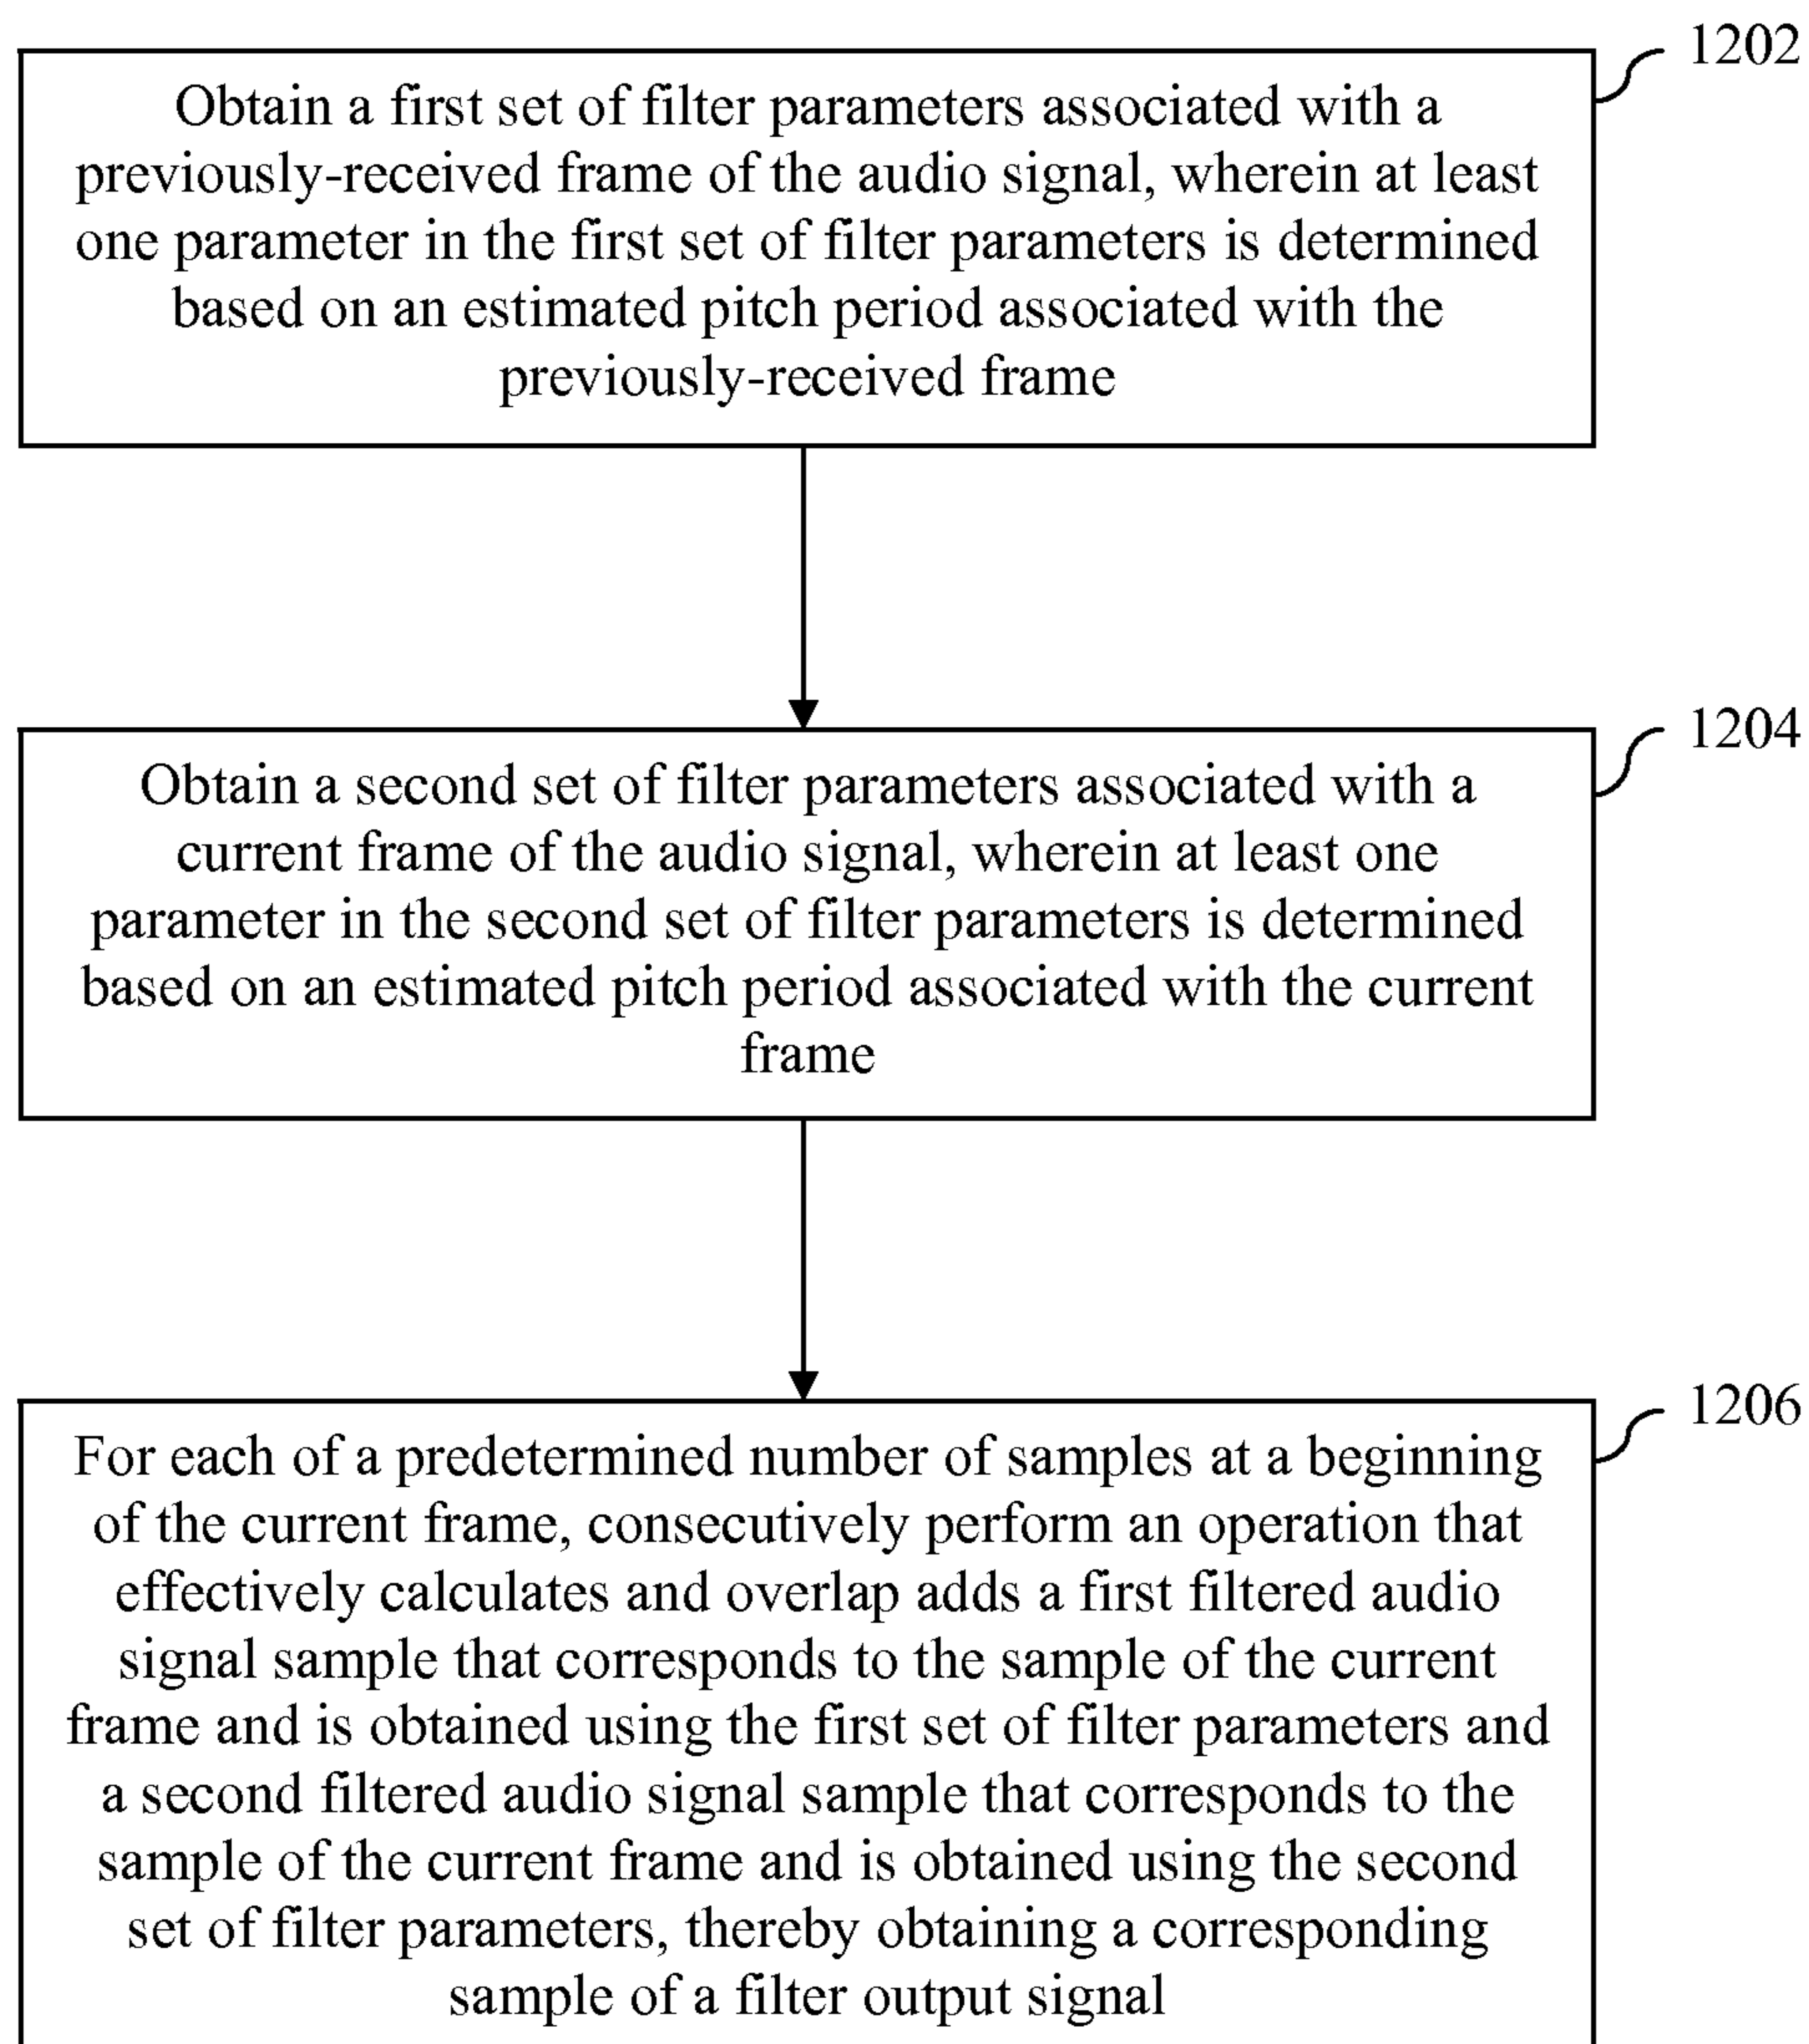 1202
Obtain a first set of filter parameters associated with a
previously-received frame of the audio signal, wherein at least
one parameter in the first set of filter parameters is determined
based on an estimated pitch period associated with the
previously-received frame
1204
Obtain a second set of filter parameters associated with a
current frame of the audio signal, wherein at least one
parameter in the second set of filter parameters is determined
based on an estimated pitch period associated with the current
frame
1206
For each of a predetermined number of samples at a beginning
of the current frame, consecutively perform an operation that
effectively calculates and overlap adds a first filtered audio
signal sample that corresponds to the sample of the current
frame and is obtained using the first set of filter parameters and
a second filtered audio signal sample that corresponds to the
sample of the current frame and is obtained using the second
set of filter parameters, thereby obtaining a corresponding
sample of a filter output signal